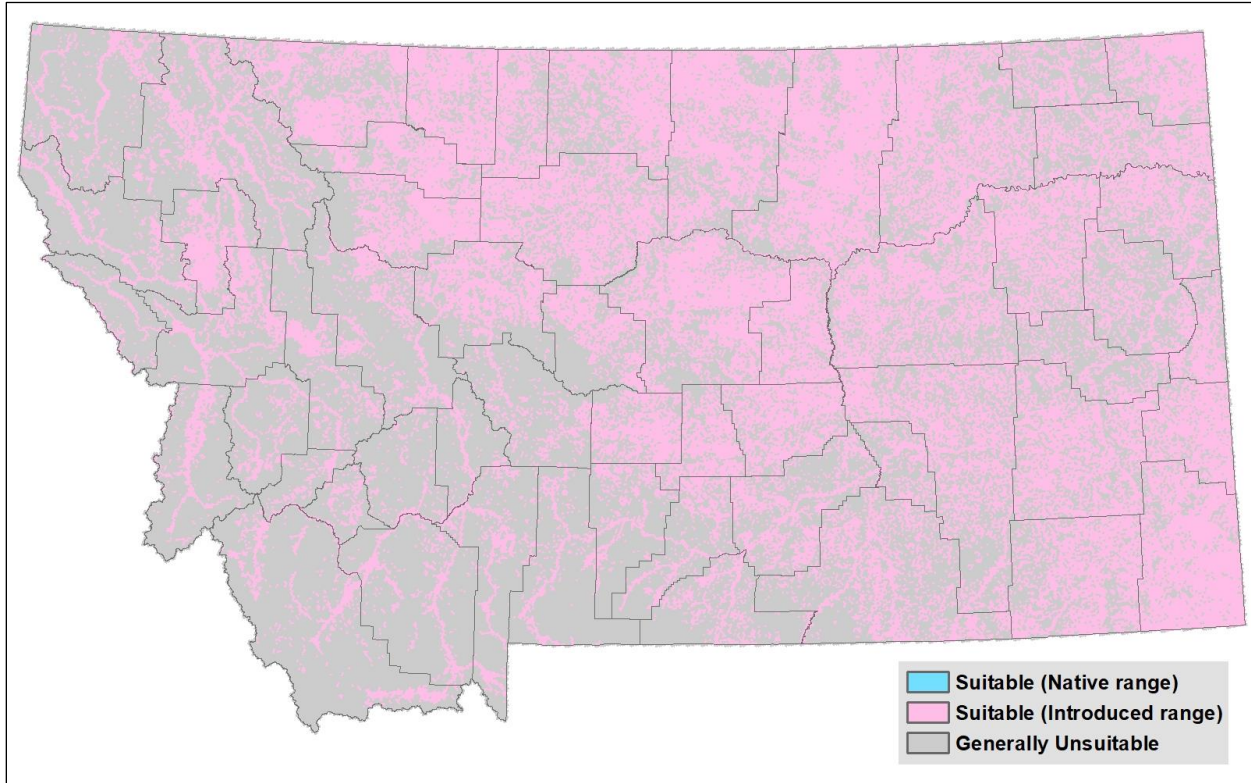 Suitable (Native range)
Suitable (Introduced range)
Generally Unsuitable